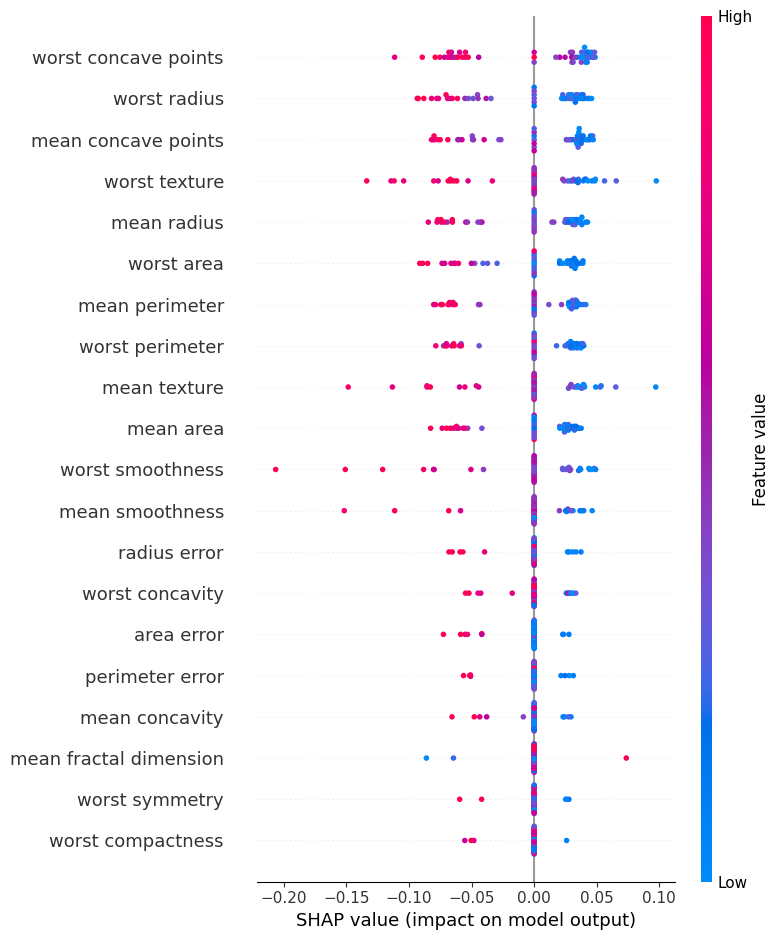 High
worst concave points
worst radius
mean concave points
worst texture
mean radius
worst area
mean perimeter
worst perimeter
mean texture
mean area
worst smoothness
mean smoothness
radius error
worst concavity
area error
perimeter error
mean concavity
mean fractal dimension
worst symmetry
worst compactness
Feature value
Low
−0.20 −0.15 −0.10 −0.05 0.00 0.05 0.10
SHAP value (impact on model output)